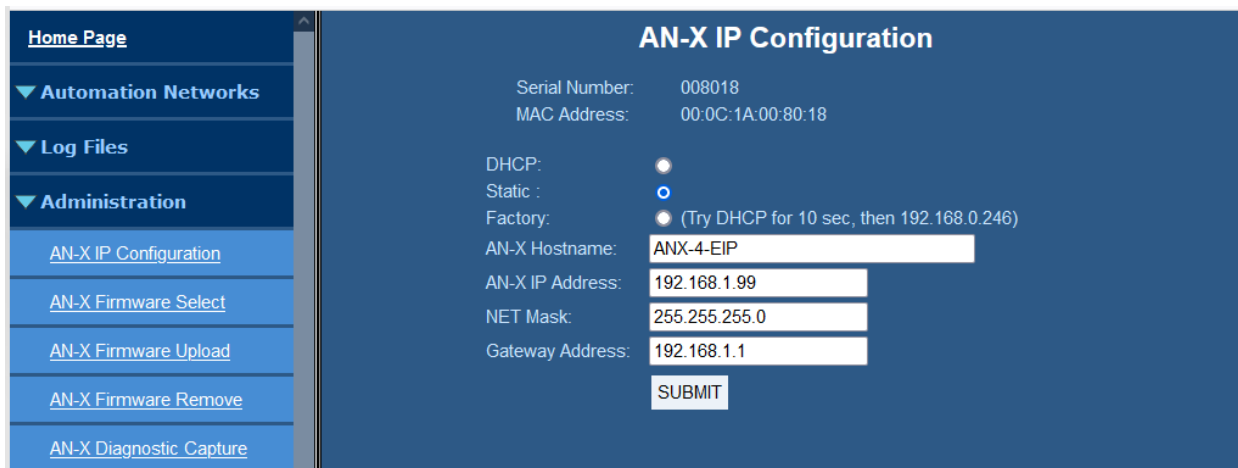 Home Page
Automation Networks
Log Files
Administration
AN-X IP Configuration
AN-X Firmware Select
AN-X Firmware Upload
AN-X Firmware Remove
AN-X Diagnostic Capture
AN-X IP Configuration
Serial Number: 008018
MAC Address: 00:0C:1A:00:80:18
DHCP:
Static :
Factory: (Try DHCP for 10 sec, then 192.168.0.246)
AN-X Hostname: ANX-4-EIP
AN-X IP Address: 192.168.1.99
NET Mask: 255.255.255.0
Gateway Address: 192.168.1.1
SUBMIT